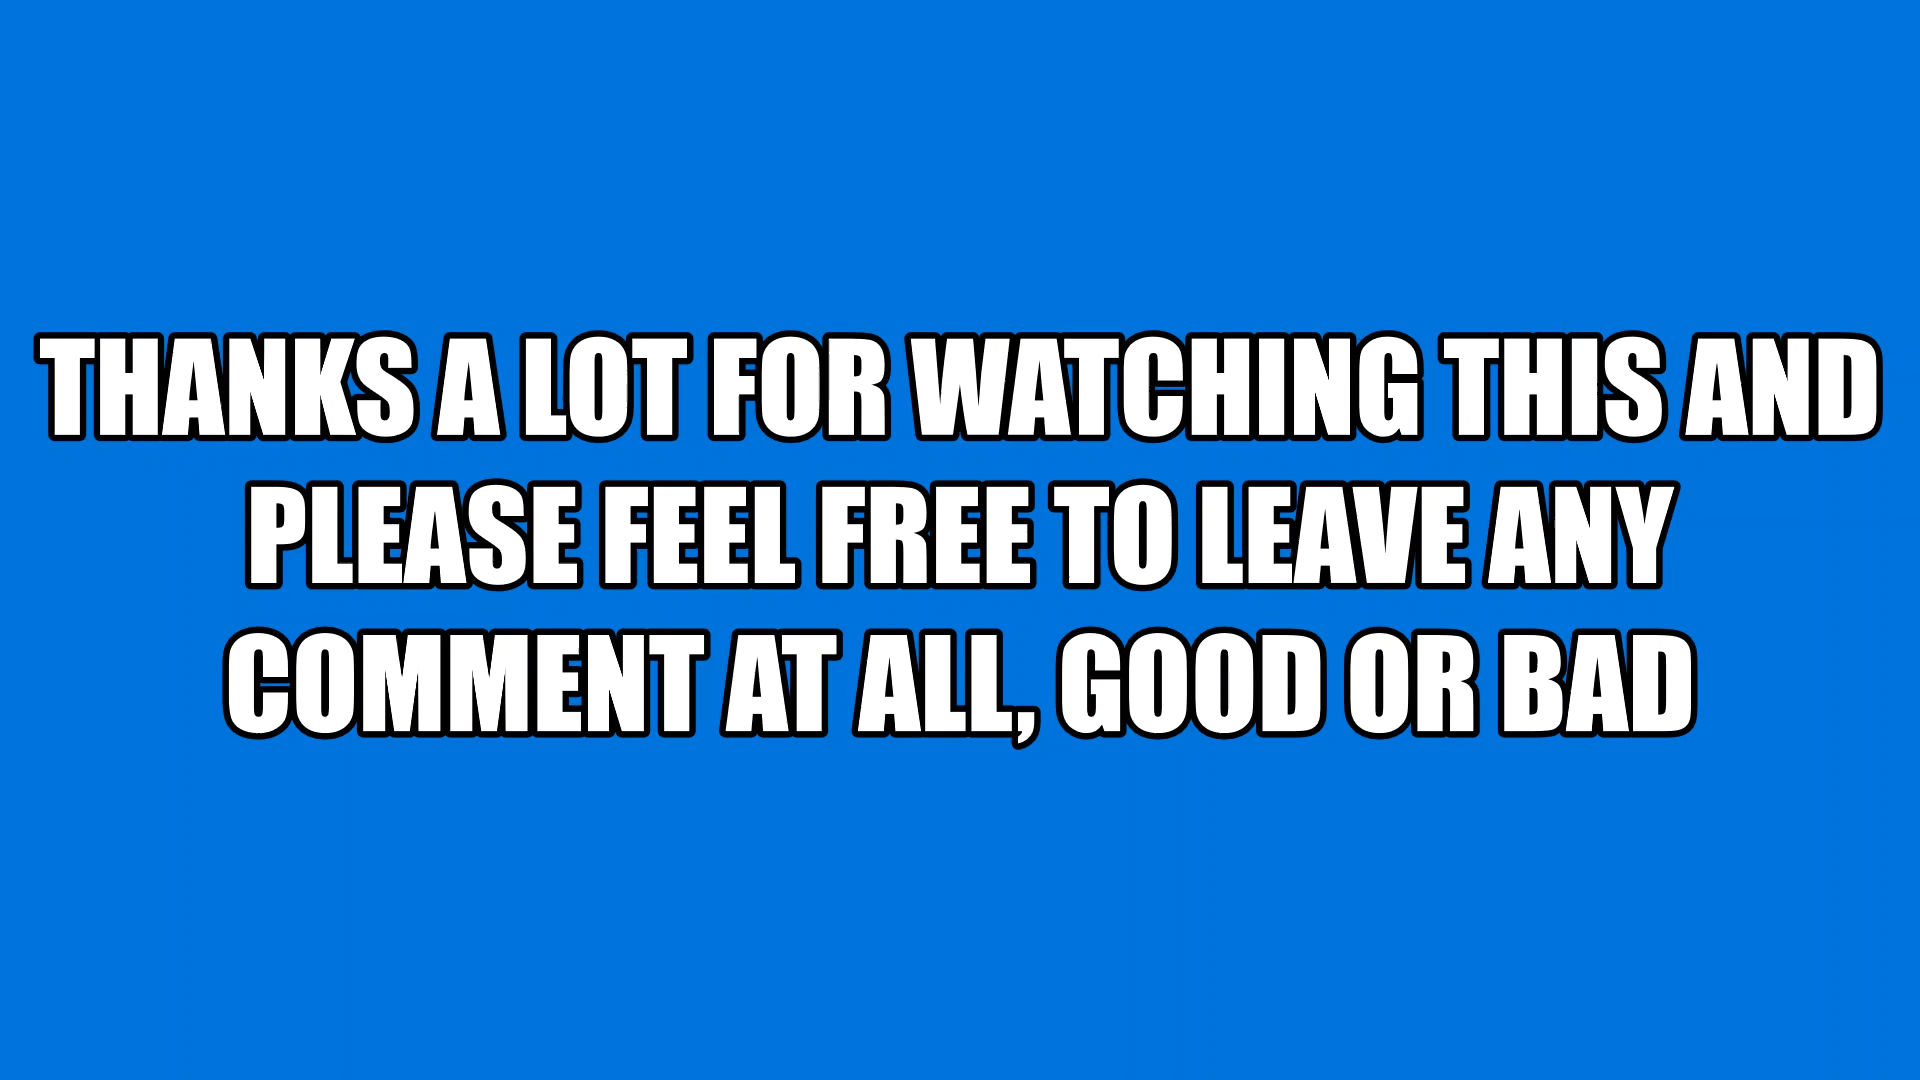 THANKS A LOT FOR WATCHING THIS AND
PLEASE FEEL FREE TO LEAVE ANY
COMMENT AT ALL, GOOD OR BAD